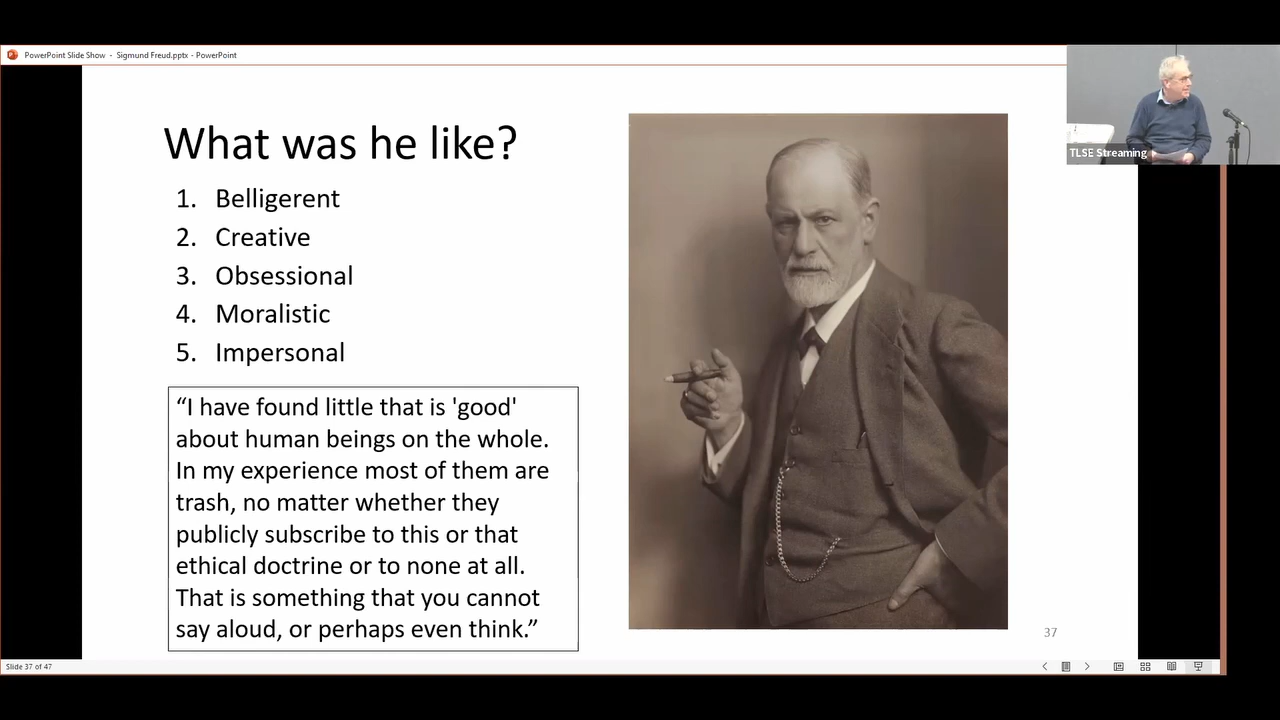 PowerPoint Slide Show - Sigmund Freud.pptx - PowerPoint
TLSE Streaming
What was he like?
1. Belligerent
2. Creative
3. Obsessional
4. Moralistic
5. Impersonal
“I have found little that is 'good'
about human beings on the whole.
In my experience most of them are
trash, no matter whether they
publicly subscribe to this or that
ethical doctrine or to none at all.
That is something that you cannot
say aloud, or perhaps even think.”
37
Slide 37 of 47